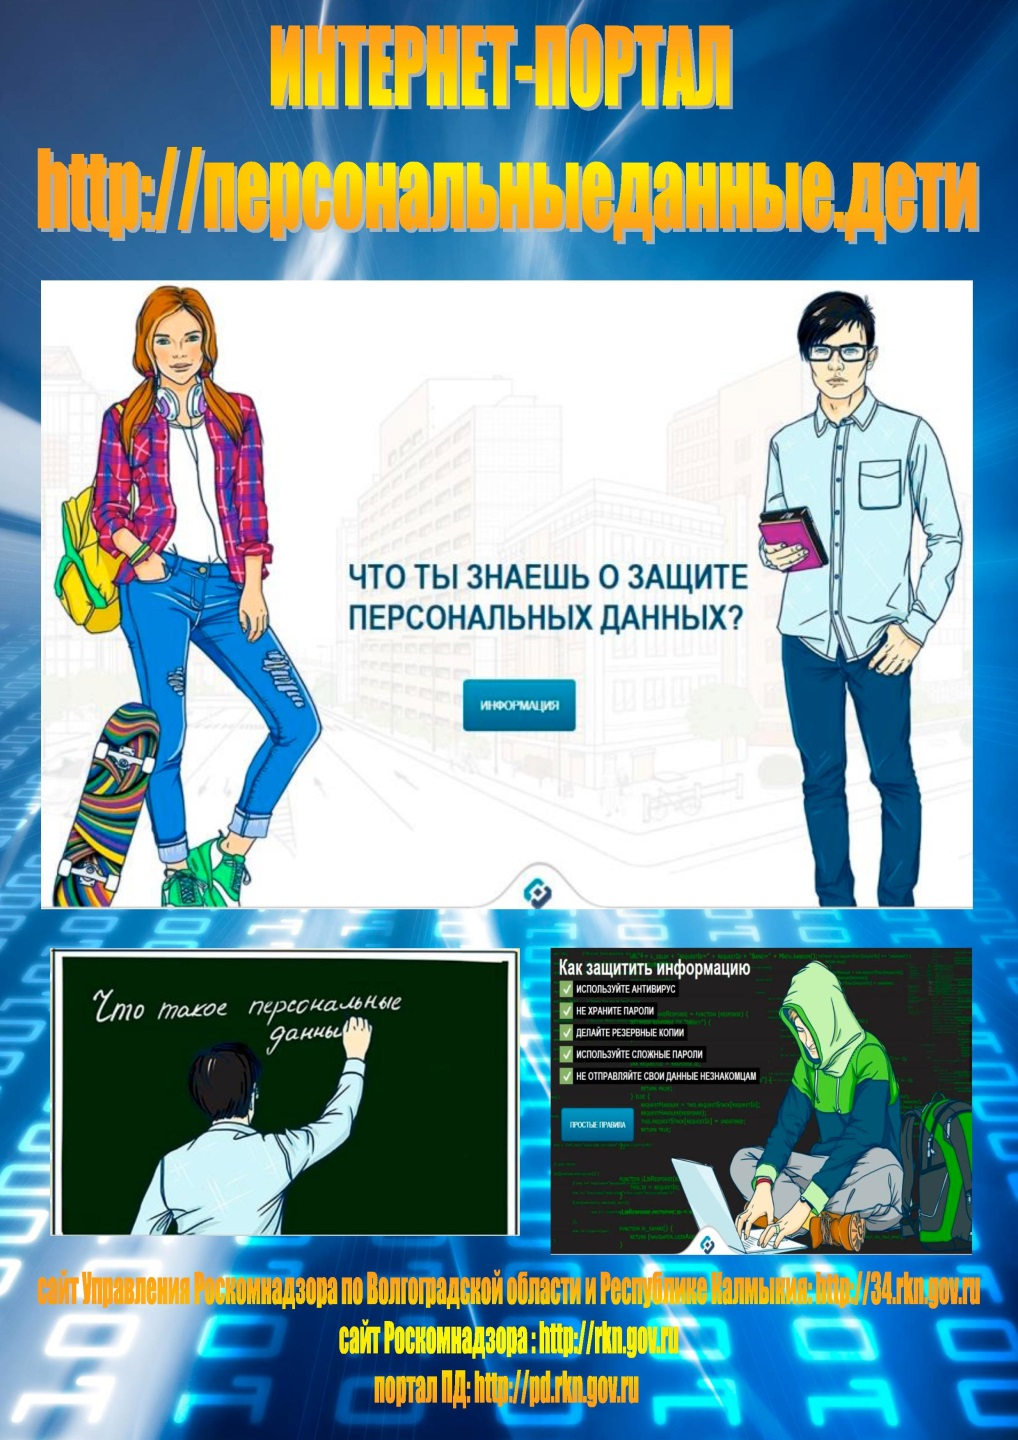 ИНТЕРНЕТ-ПОРТАЛ
http://персональныеданные.дети
ЧТО ТЫ ЗНАЕШЬ О ЗАЩИТЕ
ПЕРСОНАЛЬНЫХ ДАННЫХ?
ИНФОРМАЦИЯ
Что такое персональные
данны
Как защитить информацию
ИСПОЛЬЗУЙТЕ АНТИВИРУС
НЕ ХРАНИТЕ ПАРОЛИ
ДЕЛАЙТЕ РЕЗЕРВНЫЕ КОПИИ
ИСПОЛЬЗУЙТЕ СЛОЖНЫЕ ПАРОЛИ
НЕ ОТПРАВЛЯЙТЕ СВОИ ДАННЫЕ НЕЗНАКОМЦАМ
ПРОСТЫЕ ПРАВИЛА
сайт Управления Роскомнадзора по Волгоградской области и Республике Калмыкия: http://34.rkn.gov.ru
сайт Роскомнадзора : http://rkn.gov.ru
портал ПД: http://pd.rkn.gov.ru